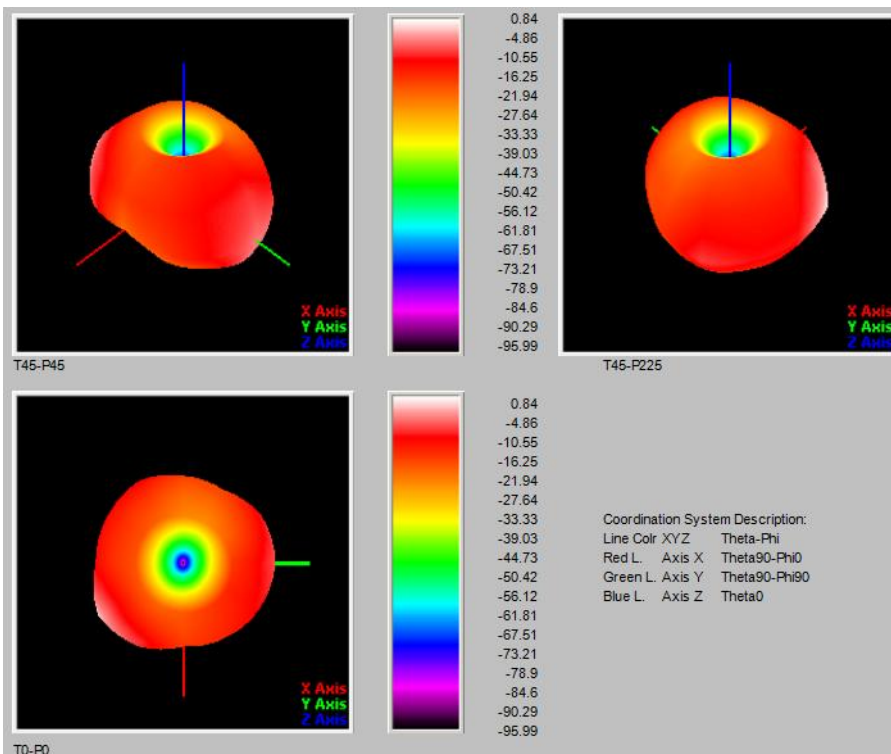 0.84
-4.86
-10.55
-16.25
-21.94
-27.64
-33.33
-39.03
-44.73
-50.42
-56.12
-61.81
-67.51
-73.21
-78.9
-84.6
-90.29
-95.99
X Axis
Y Axis
Z Axis
X Axis
Y Axis
Z Axis
T45-P45
T45-P225
0.84
-4.86
-10.55
-16.25
-21.94
-27.64
-33.33
-39.03
-44.73
-50.42
-56.12
-61.81
-67.51
-73.21
-78.9
-84.6
-90.29
-95.99
X Axis
Y Axis
Z Axis
T0-P0
Coordination System Description:
Line Colr XYZ Theta-Phi
Red L. Axis X Theta90-Phi0
Green L. Axis Y Theta90-Phi90
Blue L. Axis Z Theta0